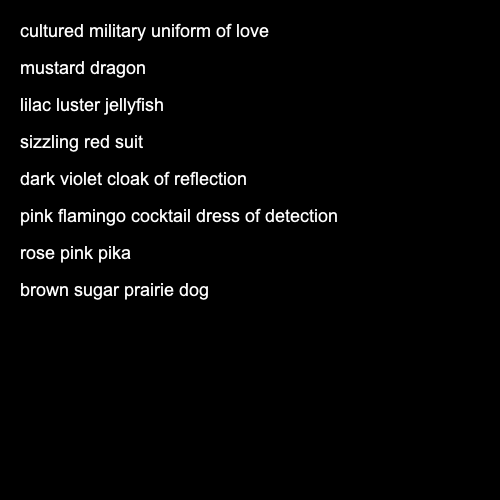 cultured military uniform of love
mustard dragon
lilac luster jellyfish
sizzling red suit
dark violet cloak of reflection
pink flamingo cocktail dress of detection
rose pink pika
brown sugar prairie dog